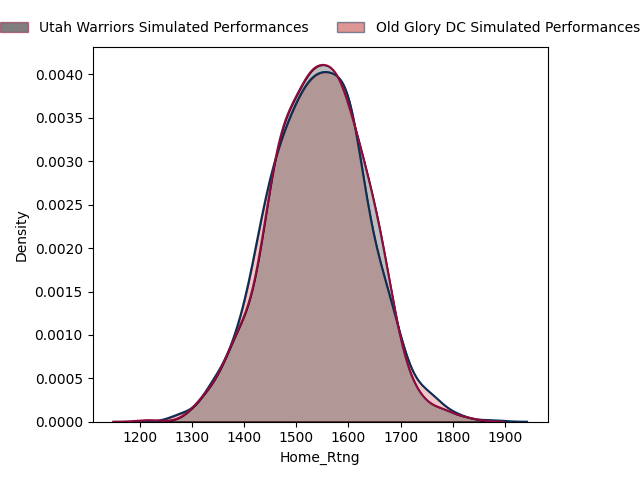 Utah Warriors Simulated Performances
Old Glory DC Simulated Performances
0.0040
0.0035
0.0030
0.0025
0.0020
0.0015
0.0010
0.0005
0.0000
Density
1200 1300 1400 1500 1600 1700 1800 1900
Home_Rtng